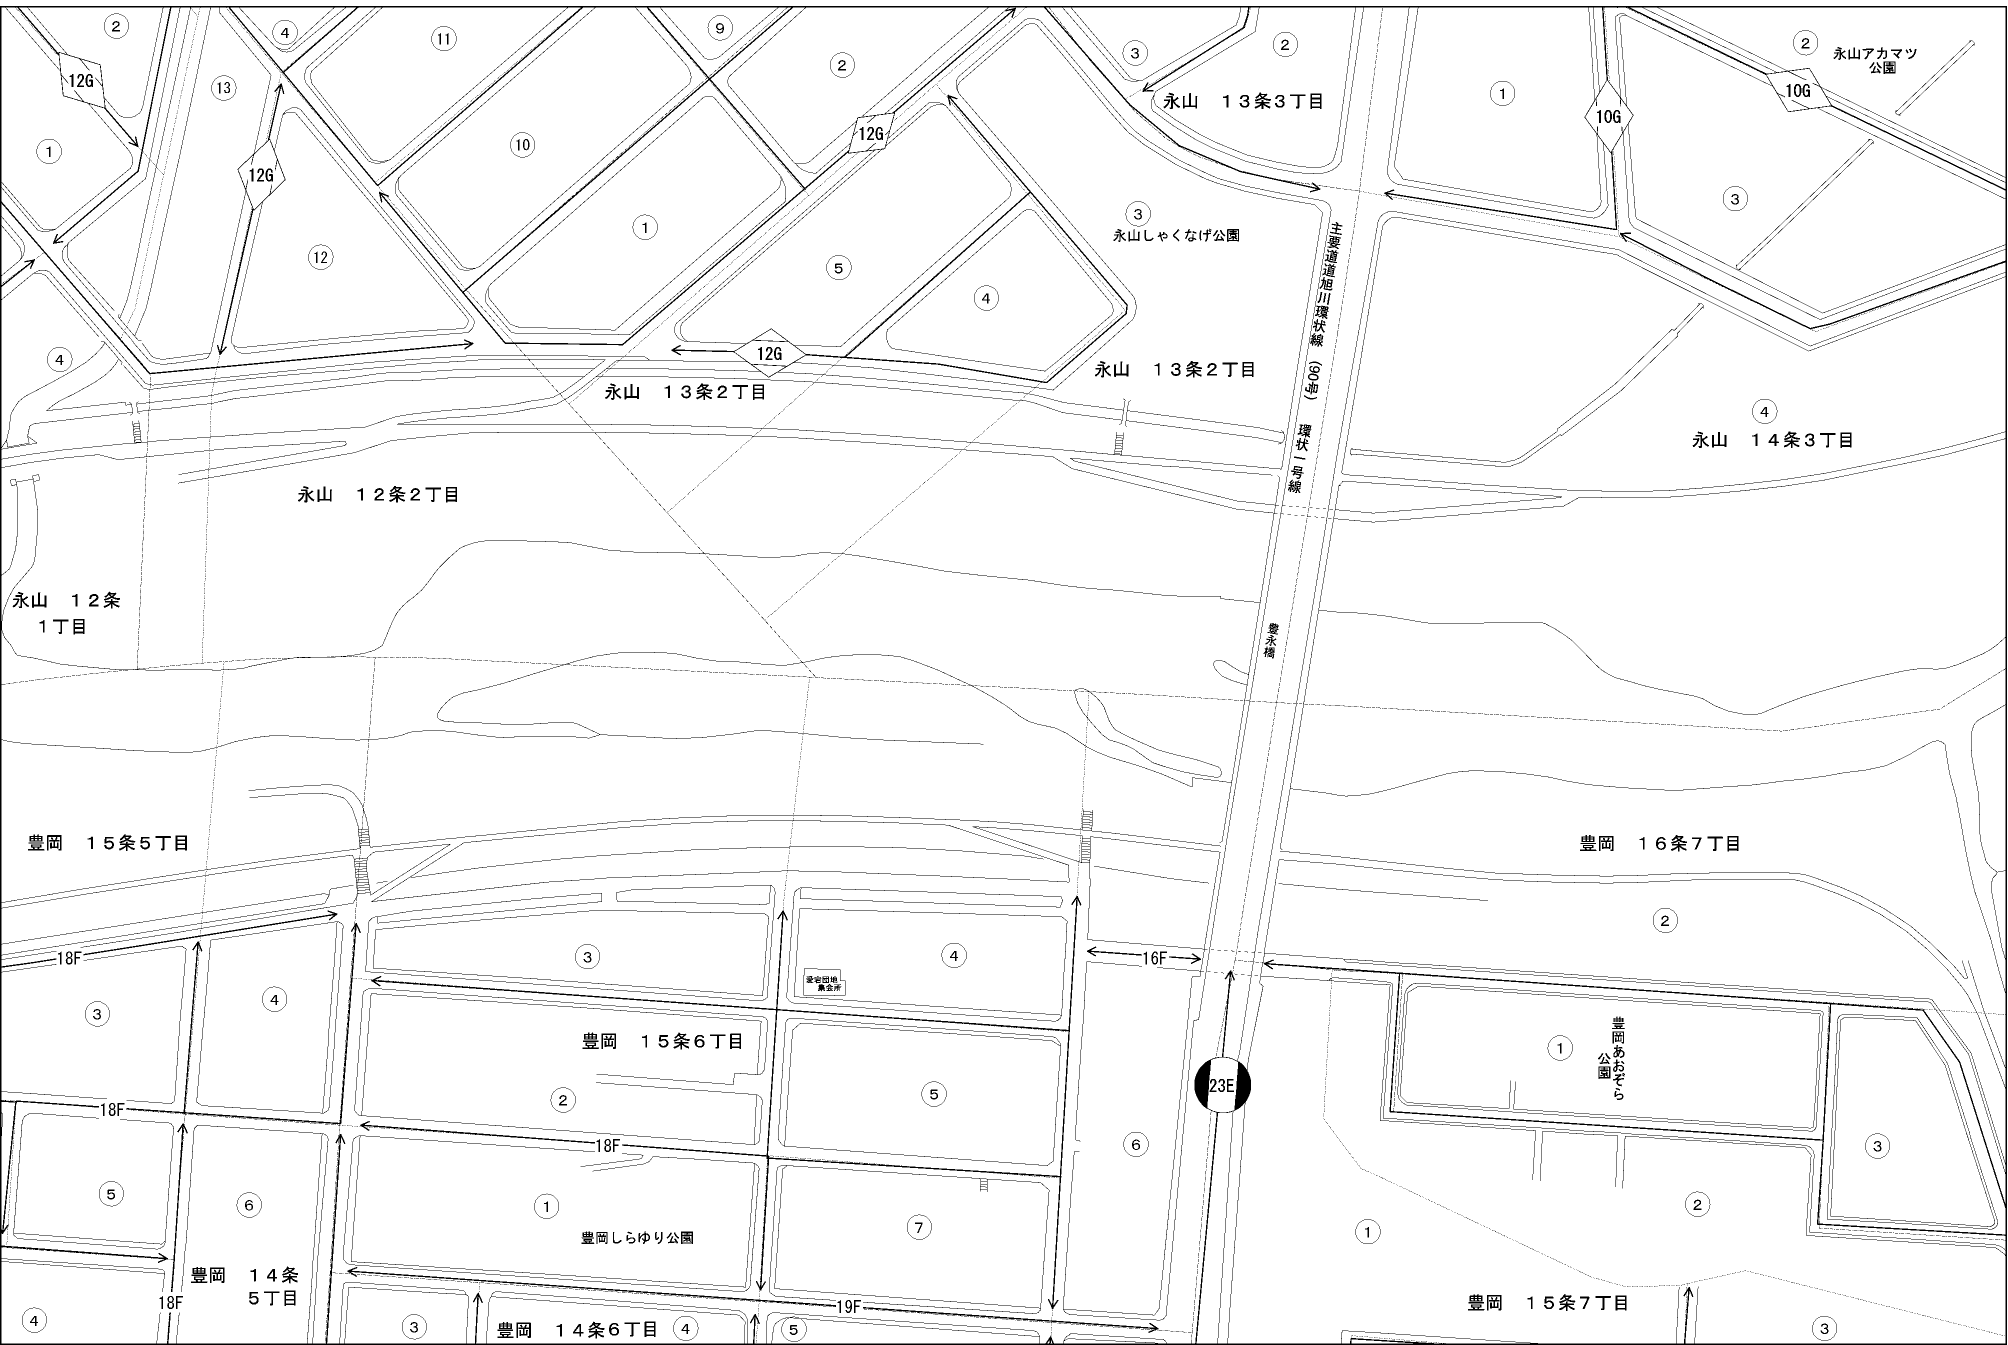 ②
④
⑪
⑨
②
③
②
②
永山アカマツ
公園
12G
⑬
12G
⑩
12G
永山　１３条３丁目
①
10G
10G
①
12G
③
③
永山しゃくなげ公園
①
⑫
⑤
④
主要道道旭川環状線（90号）　環状一号線
④
12G
永山　１３条２丁目
永山　１３条２丁目
④
永山　１４条３丁目
永山　１２条２丁目
永山　１２条
１丁目
豊永橋
豊岡　１５条５丁目
豊岡　１６条７丁目
②
18F
③
④
16F
愛宕団地
集会所
③
④
豊岡　１５条６丁目
①
豊岡あおぞら
公園
23E
18F
②
⑤
18F
⑥
③
⑤
⑥
①
⑦
②
①
豊岡しらゆり公園
豊岡　１４条
５丁目
18F
19F
豊岡　１５条７丁目
④
③
豊岡　１４条６丁目
④
⑤
③